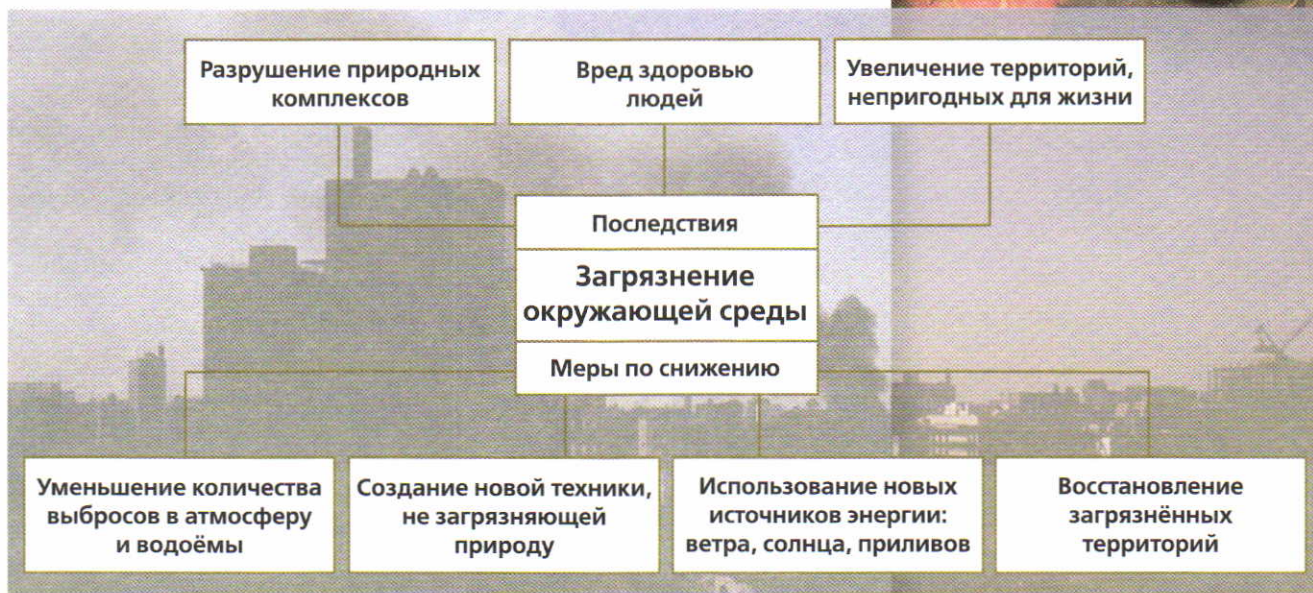 Разрушение природных
комплексов
Вред здоровью
людей
Увеличение территорий,
непригодных для жизни
Последствия
Загрязнение
окружающей среды
Меры по снижению
Уменьшение количества
выбросов в атмосферу
и водоёмы
Создание новой техники,
не загрязняющей
природу
Использование новых
источников энергии:
ветра, солнца, приливов
Восстановление
загрязнённых
территорий